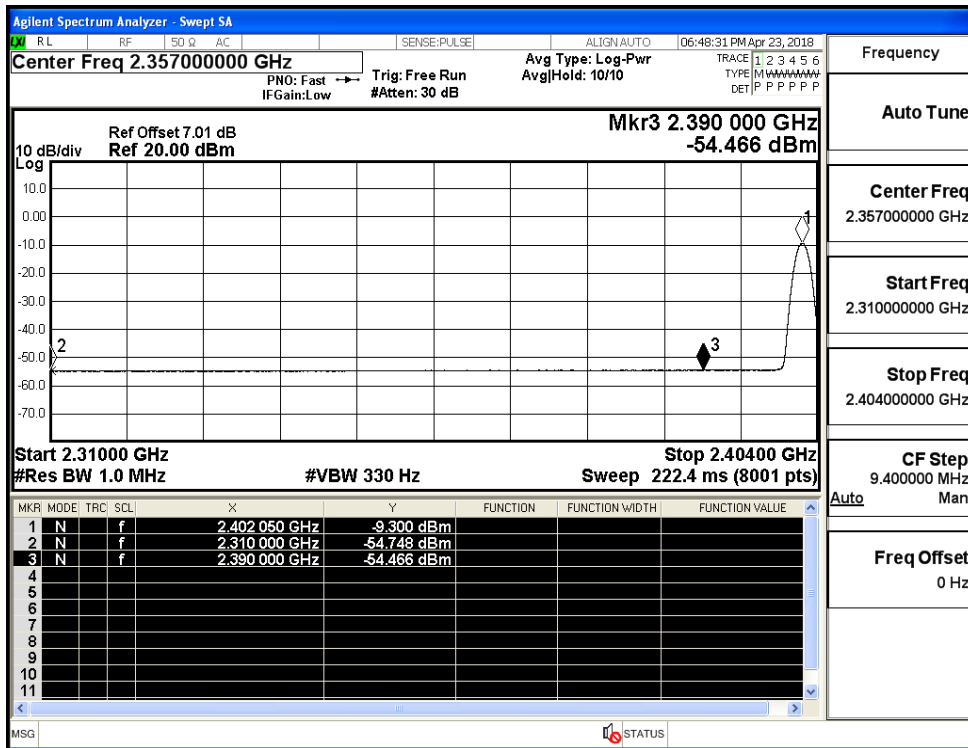 Agilent Spectrum Analyzer - Swept SA
LXI RL RF 50 Ω AC SENSE:PULSE ALIGN AUTO 06:48:31 PM Apr 23, 2018
Center Freq 2.357000000 GHz
PNO: Fast
IFGain:Low
Trig: Free Run
#Atten: 30 dB
Avg Type: Log-Pwr
Avg|Hold: 10/10
TRACE 1 2 3 4 5 6
TYPE M WWWWW
DET P P P P P P
Ref Offset 7.01 dB
10 dB/div Ref 20.00 dBm
Log
Mkr3 2.390 000 GHz
-54.466 dBm
10.0
0.00
-10.0
-20.0
-30.0
-40.0
-50.0
-60.0
-70.0
1
2
3
Start 2.31000 GHz Stop 2.40400 GHz
#Res BW 1.0 MHz #VBW 330 Hz Sweep 222.4 ms (8001 pts)
MKR MODE TRC SCL X Y FUNCTION FUNCTION WIDTH FUNCTION VALUE
1 N f 2.402 050 GHz -9.300 dBm
2 N f 2.310 000 GHz -54.748 dBm
3 N f 2.390 000 GHz -54.466 dBm
4
5
6
7
8
9
10
11
MSG STATUS
Frequency
Auto Tune
Center Freq
2.357000000 GHz
Start Freq
2.310000000 GHz
Stop Freq
2.404000000 GHz
CF Step
9.400000 MHz
Auto Man
Freq Offset
0 Hz